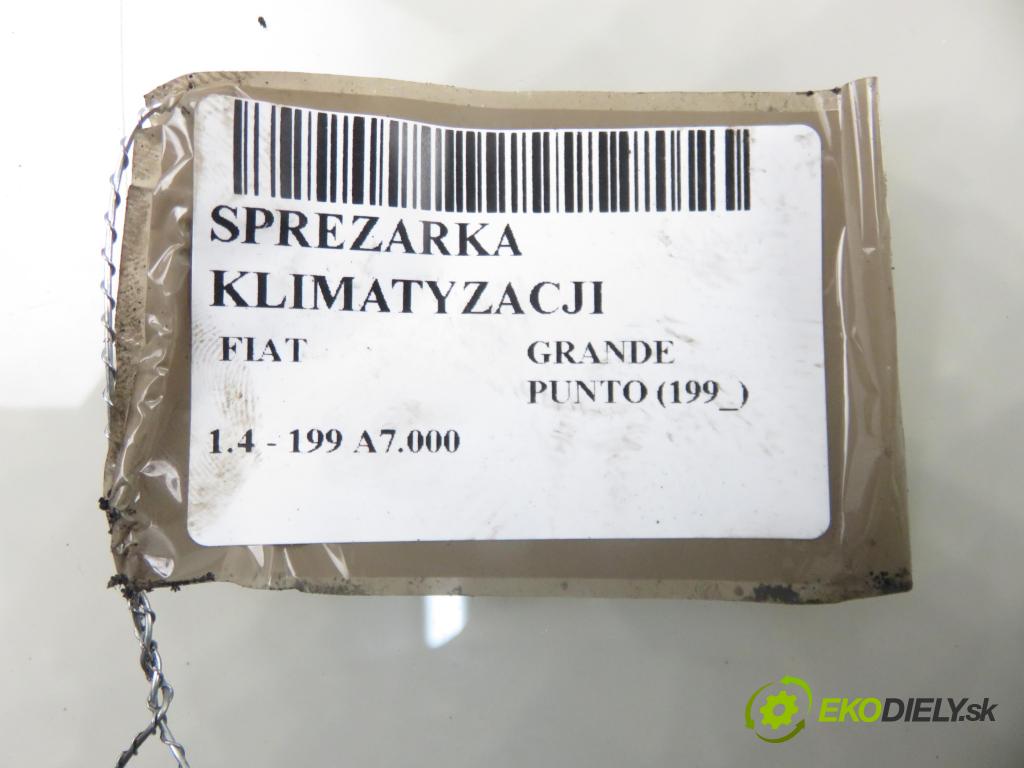 SPREZARKA
KLIMATYZACJI
FIAT GRANDE
PUNTO (199_)
1.4 - 199 A7.000
EKODIELY.sk